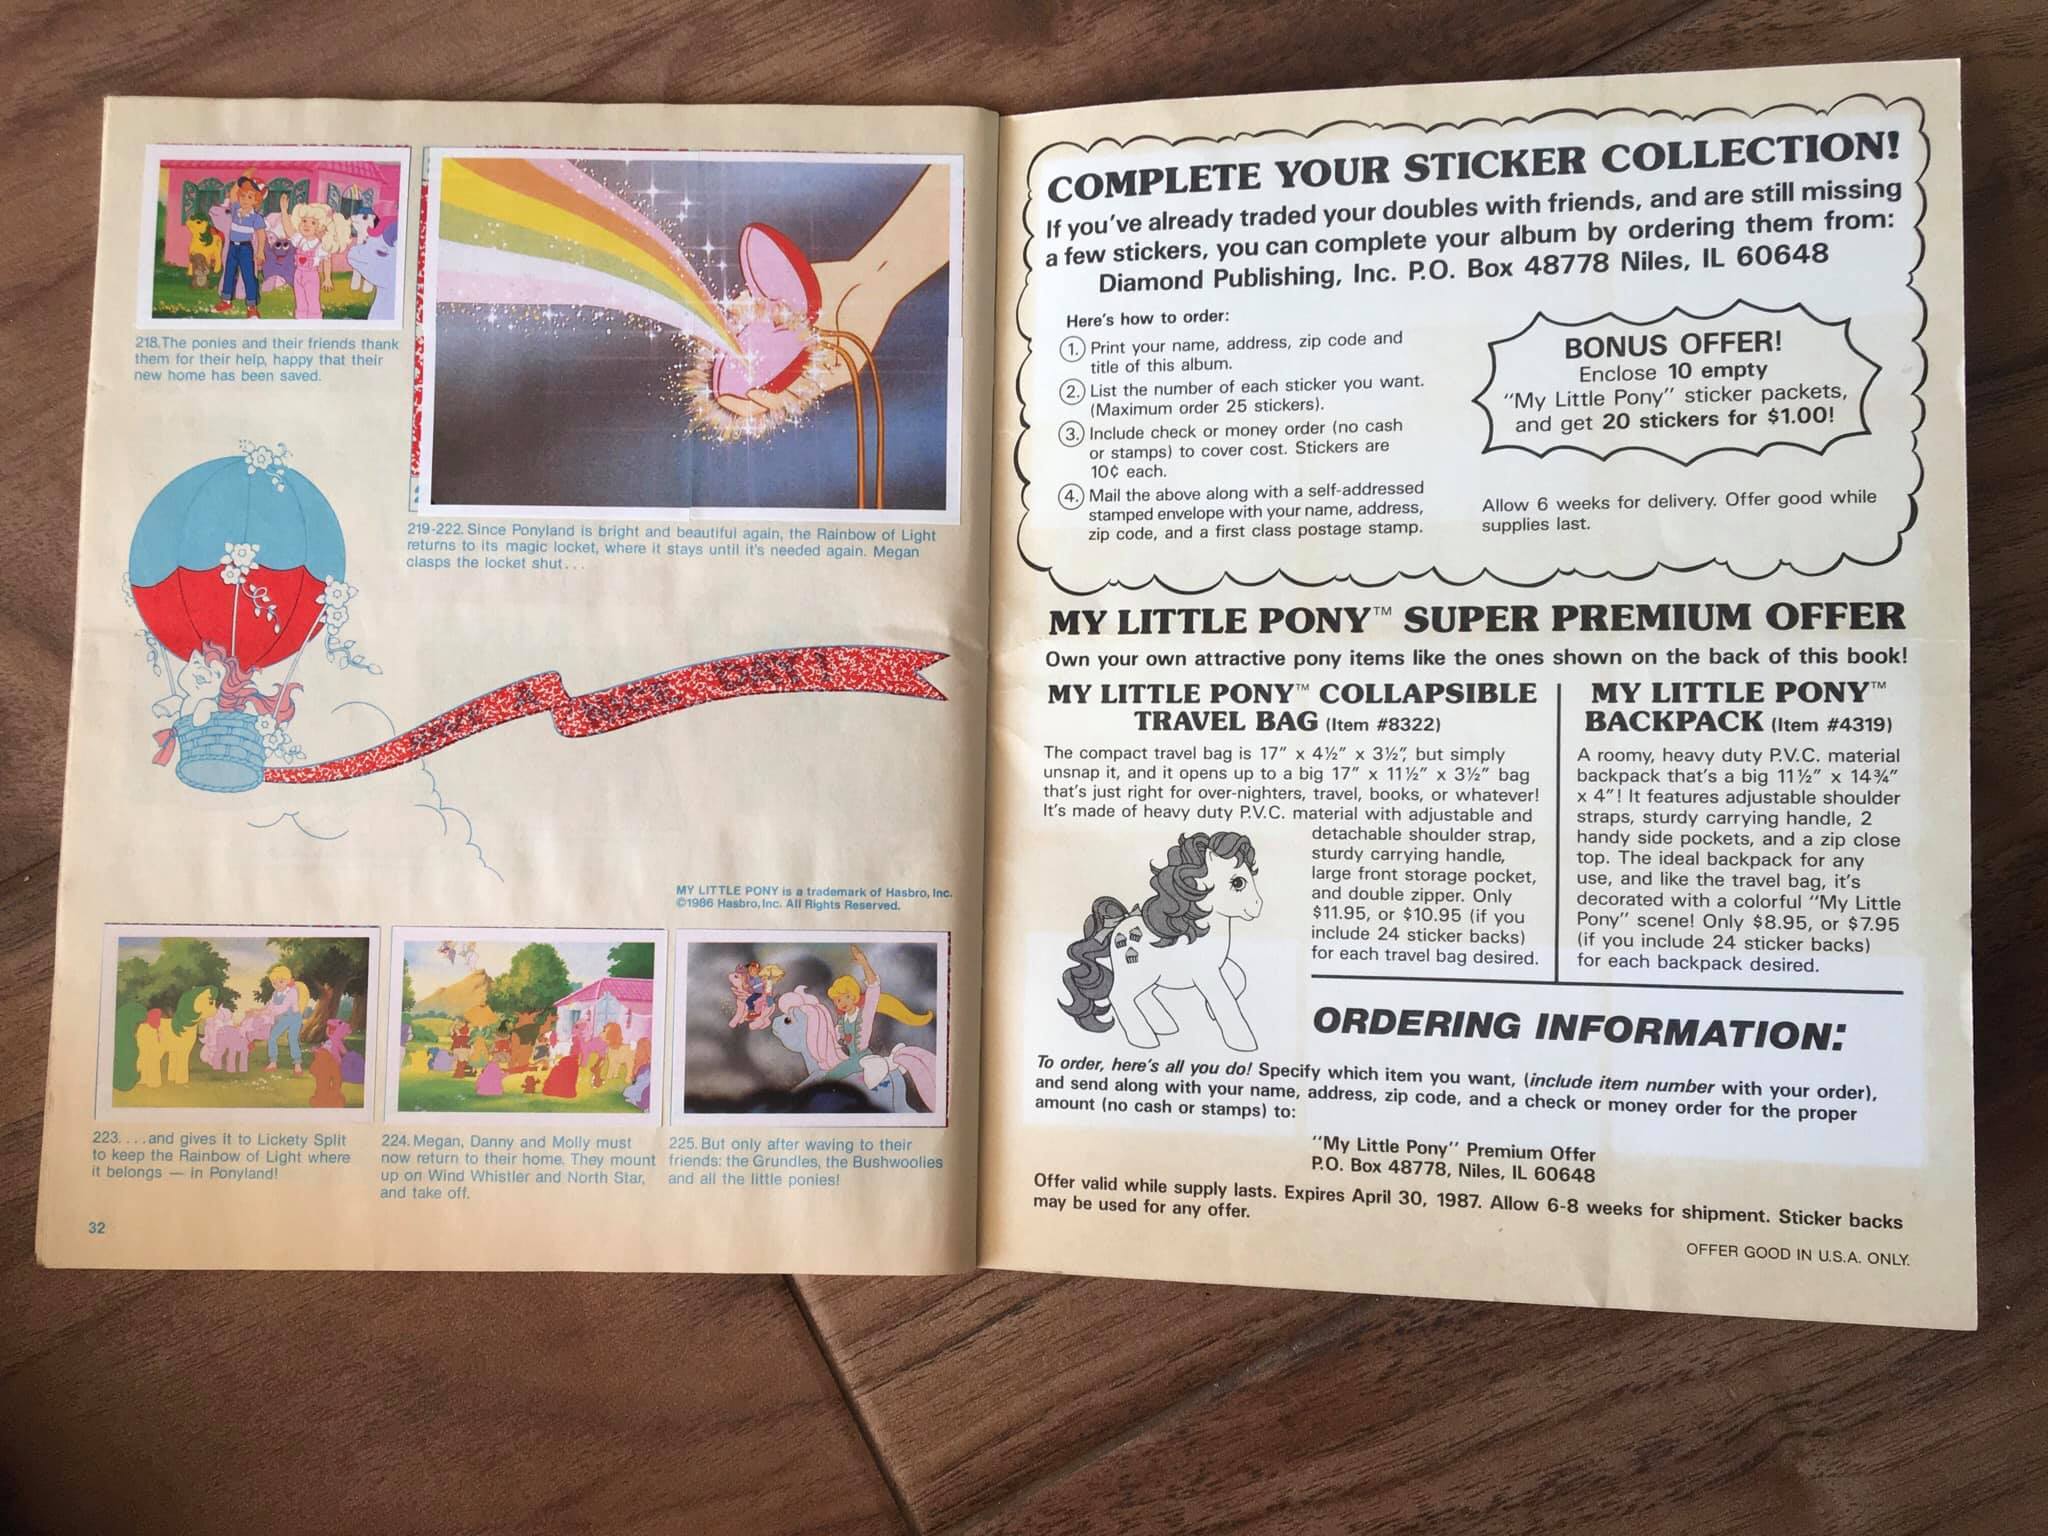 218. The ponies and their friends thank
them for their help, happy that their
new home has been saved.
219-222. Since Ponyland is bright and beautiful again, the Rainbow of Light
returns to its magic locket, where it stays until it's needed again. Megan
clasps the locket shut...
HAVE A NICE DAY!
MY LITTLE PONY is a trademark of Hasbro, Inc.
©1986 Hasbro, Inc. All Rights Reserved.
223. ...and gives it to Lickety Split
to keep the Rainbow of Light where
it belongs — in Ponyland!
224. Megan, Danny and Molly must
now return to their home. They mount
up on Wind Whistler and North Star,
and take off.
225. But only after waving to their
friends: the Grundles, the Bushwoolies
and all the little ponies!
32
COMPLETE YOUR STICKER COLLECTION!
If you've already traded your doubles with friends, and are still missing
a few stickers, you can complete your album by ordering them from:
Diamond Publishing, Inc. P.O. Box 48778 Niles, IL 60648
Here's how to order:
1. Print your name, address, zip code and
title of this album.
2. List the number of each sticker you want.
(Maximum order 25 stickers).
3. Include check or money order (no cash
or stamps) to cover cost. Stickers are
10¢ each.
4. Mail the above along with a self-addressed
stamped envelope with your name, address,
zip code, and a first class postage stamp.
BONUS OFFER!
Enclose 10 empty
"My Little Pony" sticker packets,
and get 20 stickers for $1.00!
Allow 6 weeks for delivery. Offer good while
supplies last.
MY LITTLE PONY™ SUPER PREMIUM OFFER
Own your own attractive pony items like the ones shown on the back of this book!
MY LITTLE PONY™ COLLAPSIBLE
TRAVEL BAG (Item #8322)
The compact travel bag is 17" x 4½" x 3½", but simply
unsnap it, and it opens up to a big 17" x 11½" x 3½" bag
that's just right for over-nighters, travel, books, or whatever!
It's made of heavy duty P.V.C. material with adjustable and
detachable shoulder strap,
sturdy carrying handle,
large front storage pocket,
and double zipper. Only
$11.95, or $10.95 (if you
include 24 sticker backs)
for each travel bag desired.
MY LITTLE PONY™
BACKPACK (Item #4319)
A roomy, heavy duty P.V.C. material
backpack that's a big 11½" x 14¾"
x 4"! It features adjustable shoulder
straps, sturdy carrying handle, 2
handy side pockets, and a zip close
top. The ideal backpack for any
use, and like the travel bag, it's
decorated with a colorful "My Little
Pony" scene! Only $8.95, or $7.95
(if you include 24 sticker backs)
for each backpack desired.
ORDERING INFORMATION:
To order, here's all you do! Specify which item you want, (include item number with your order),
and send along with your name, address, zip code, and a check or money order for the proper
amount (no cash or stamps) to:
"My Little Pony" Premium Offer
P.O. Box 48778, Niles, IL 60648
Offer valid while supply lasts. Expires April 30, 1987. Allow 6-8 weeks for shipment. Sticker backs
may be used for any offer.
OFFER GOOD IN U.S.A. ONLY.